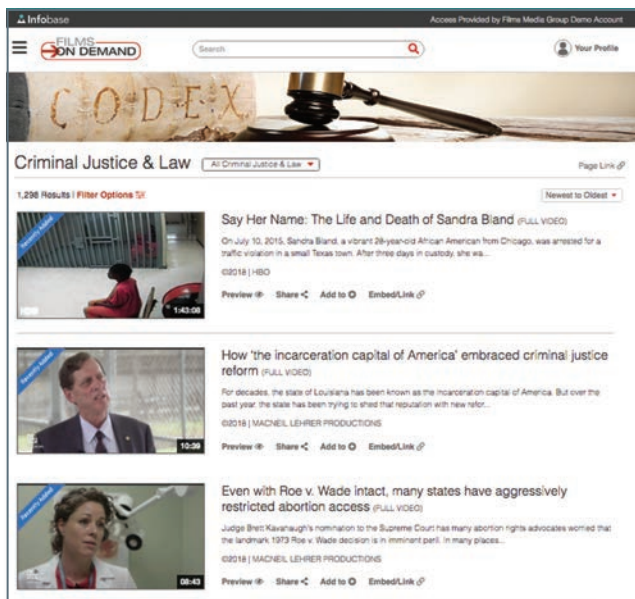 Infobase
Access Provided by Films Media Group Demo Account
FILMS
ON DEMAND
Search
Your Profile
CODEX
Criminal Justice & Law
All Criminal Justice & Law
Page Link
1,298 Results | Filter Options
Newest to Oldest
Recently Added
HBO
1:43:08
Say Her Name: The Life and Death of Sandra Bland (FULL VIDEO)
On July 10, 2015, Sandra Bland, a vibrant 28-year-old African American from Chicago, was arrested for a
traffic violation in a small Texas town. After three days in custody, she wa...
©2018 | HBO
Preview Share Add to Embed/Link
Recently Added
10:39
How 'the incarceration capital of America' embraced criminal justice
reform (FULL VIDEO)
For decades, the state of Louisiana has been known as the incarceration capital of America. But over the
past year, the state has been trying to shed that reputation with new refor...
©2018 | MACNEIL LEHRER PRODUCTIONS
Preview Share Add to Embed/Link
Recently Added
08:43
Even with Roe v. Wade intact, many states have aggressively
restricted abortion access (FULL VIDEO)
Judge Brett Kavanaugh's nomination to the Supreme Court has many abortion rights advocates worried that
the landmark 1973 Roe v. Wade decision is in imminent peril. In many places...
©2018 | MACNEIL LEHRER PRODUCTIONS
Preview Share Add to Embed/Link